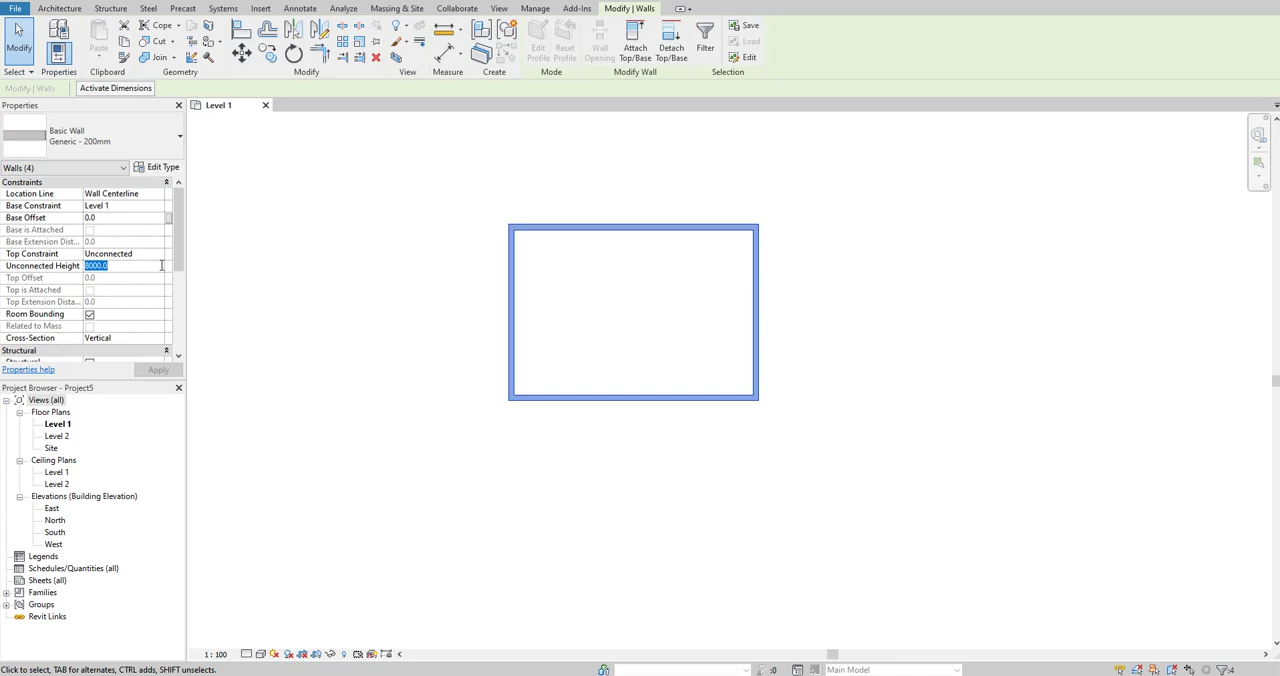 File Architecture Structure Steel Precast Systems Insert Annotate Analyze Massing & Site Collaborate View Manage Add-Ins Modify | Walls
Modify
Paste
Cope
Cut
Join
Edit Profile
Reset Profile
Wall Opening
Attach Top/Base
Detach Top/Base
Filter
Save
Load
Edit
Select Properties Clipboard Geometry Modify View Measure Create Mode Modify Wall Selection
Modify | Walls Activate Dimensions
Properties
Level 1
Basic Wall
Generic - 200mm
Walls (4) Edit Type
Constraints
Location Line Wall Centerline
Base Constraint Level 1
Base Offset 0.0
Base is Attached
Base Extension Dist... 0.0
Top Constraint Unconnected
Unconnected Height 8000.0
Top Offset 0.0
Top is Attached
Top Extension Dista... 0.0
Room Bounding
Related to Mass
Cross-Section Vertical
Structural
Properties help Apply
Project Browser - Project5
Views (all)
Floor Plans
Level 1
Level 2
Site
Ceiling Plans
Level 1
Level 2
Elevations (Building Elevation)
East
North
South
West
Legends
Schedules/Quantities (all)
Sheets (all)
Families
Groups
Revit Links
1 : 100
Click to select, TAB for alternates, CTRL adds, SHIFT unselects.
:0
Main Model
:4